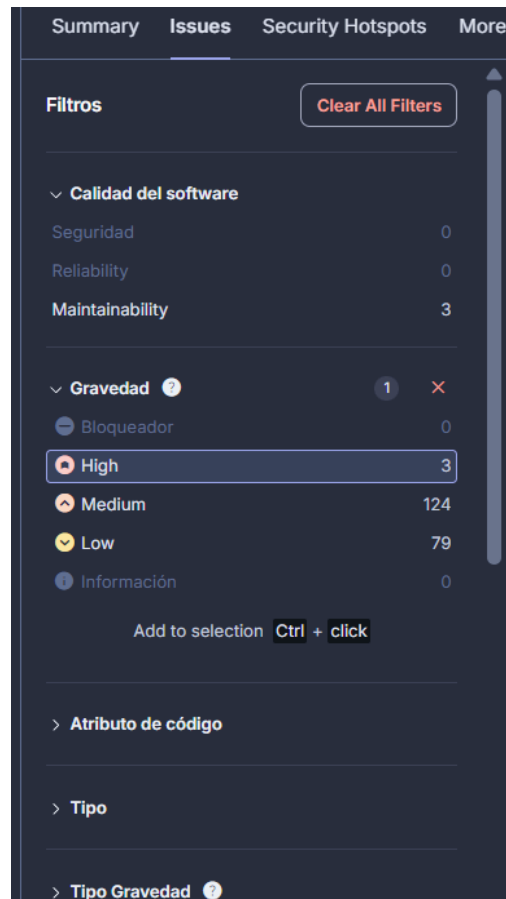 Summary Issues Security Hotspots More
Filtros Clear All Filters
Calidad del software
Seguridad 0
Reliability 0
Maintainability 3
Gravedad ? 1
Bloqueador 0
High 3
Medium 124
Low 79
Información 0
Add to selection Ctrl + click
Atributo de código
Tipo
Tipo Gravedad ?